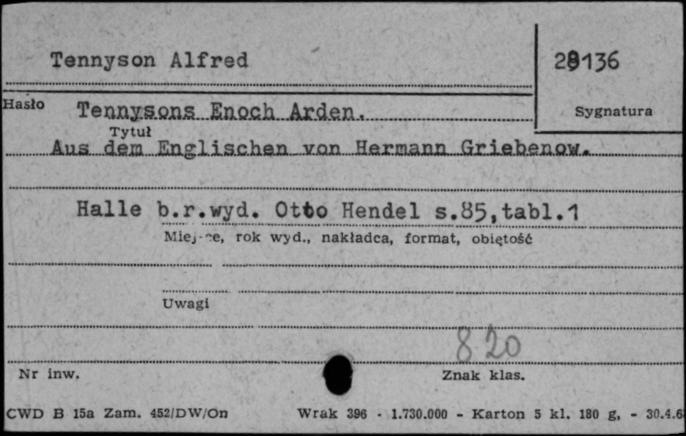 Tennyson Alfred
28136
Hasło
Tennysons Enoch Arden.
Sygnatura
Tytuł
Aus dem Englischen von Hermann Griebenow.
Halle b.r.wyd. Otto Hendel s.85,tabl.1
Miejsce, rok wyd., nakładca, format, objętość
Uwagi
820
Nr inw.
Znak klas.
CWD B 15a Zam. 452/DW/On Wrak 396 - 1.730.000 - Karton 5 kl. 180 g, - 30.4.6